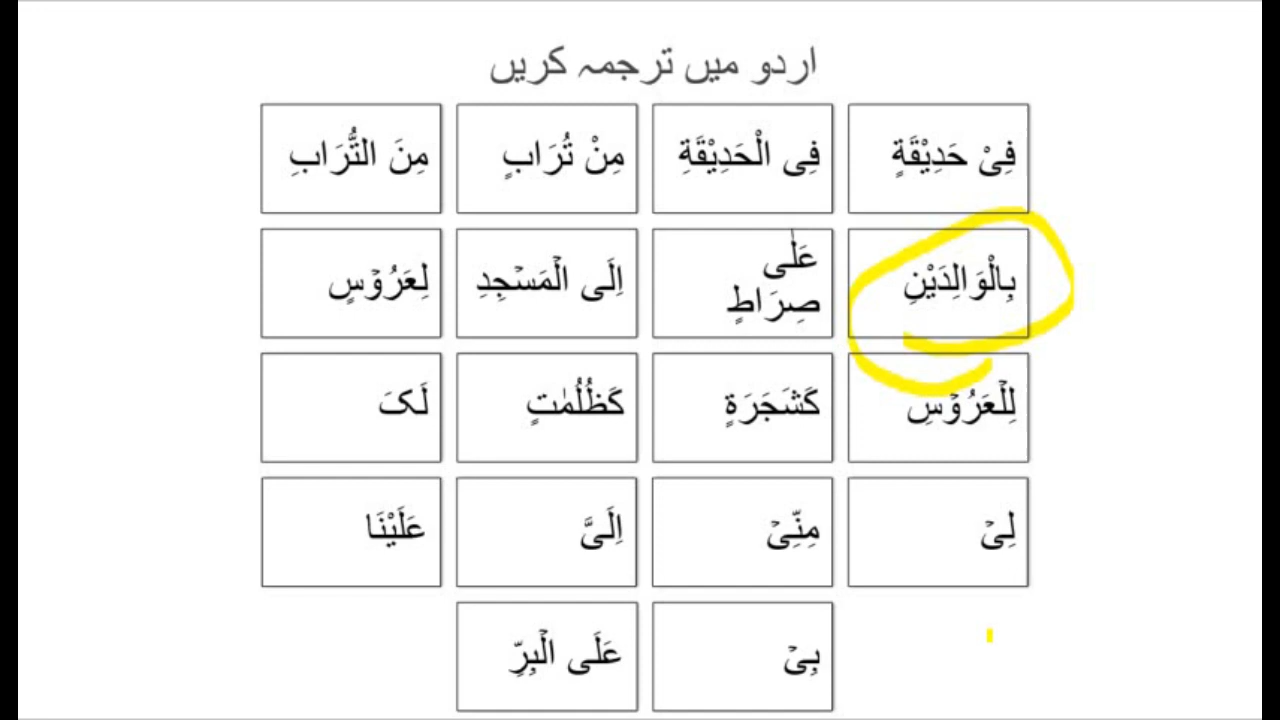 اردو میں ترجمہ کریں
فِیْ حَدِیْقَةٍ
فِی الْحَدِیْقَةِ
مِنْ تُرَابٍ
مِنَ التُّرَابِ
بِالْوَالِدَیْنِ
عَلٰی
صِرَاطٍ
اِلَی الْمَسْجِدِ
لِعَرُوْسٍ
لِلْعَرُوْسِ
کَشَجَرَةٍ
کَظُلُمٰتٍ
لَکَ
لِیْ
مِنِّیْ
اِلَیَّ
عَلَیْنَا
بِیْ
عَلَی الْبِرِّ